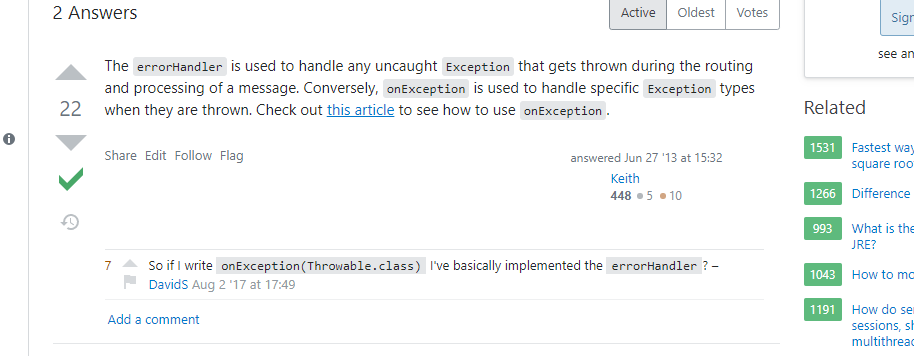 2 Answers
Active Oldest Votes
The errorHandler is used to handle any uncaught Exception that gets thrown during the routing
and processing of a message. Conversely, onException is used to handle specific Exception types
when they are thrown. Check out this article to see how to use onException.
22
Share Edit Follow Flag
answered Jun 27 '13 at 15:32
Keith
448 5 10
7 So if I write onException(Throwable.class) I've basically implemented the errorHandler? –
DavidS Aug 2 '17 at 17:49
Add a comment
Sign
see an
Related
1531 Fastest way
square roo
1266 Difference
993 What is the
JRE?
1043 How to mo
1191 How do ser
sessions, sh
multithread